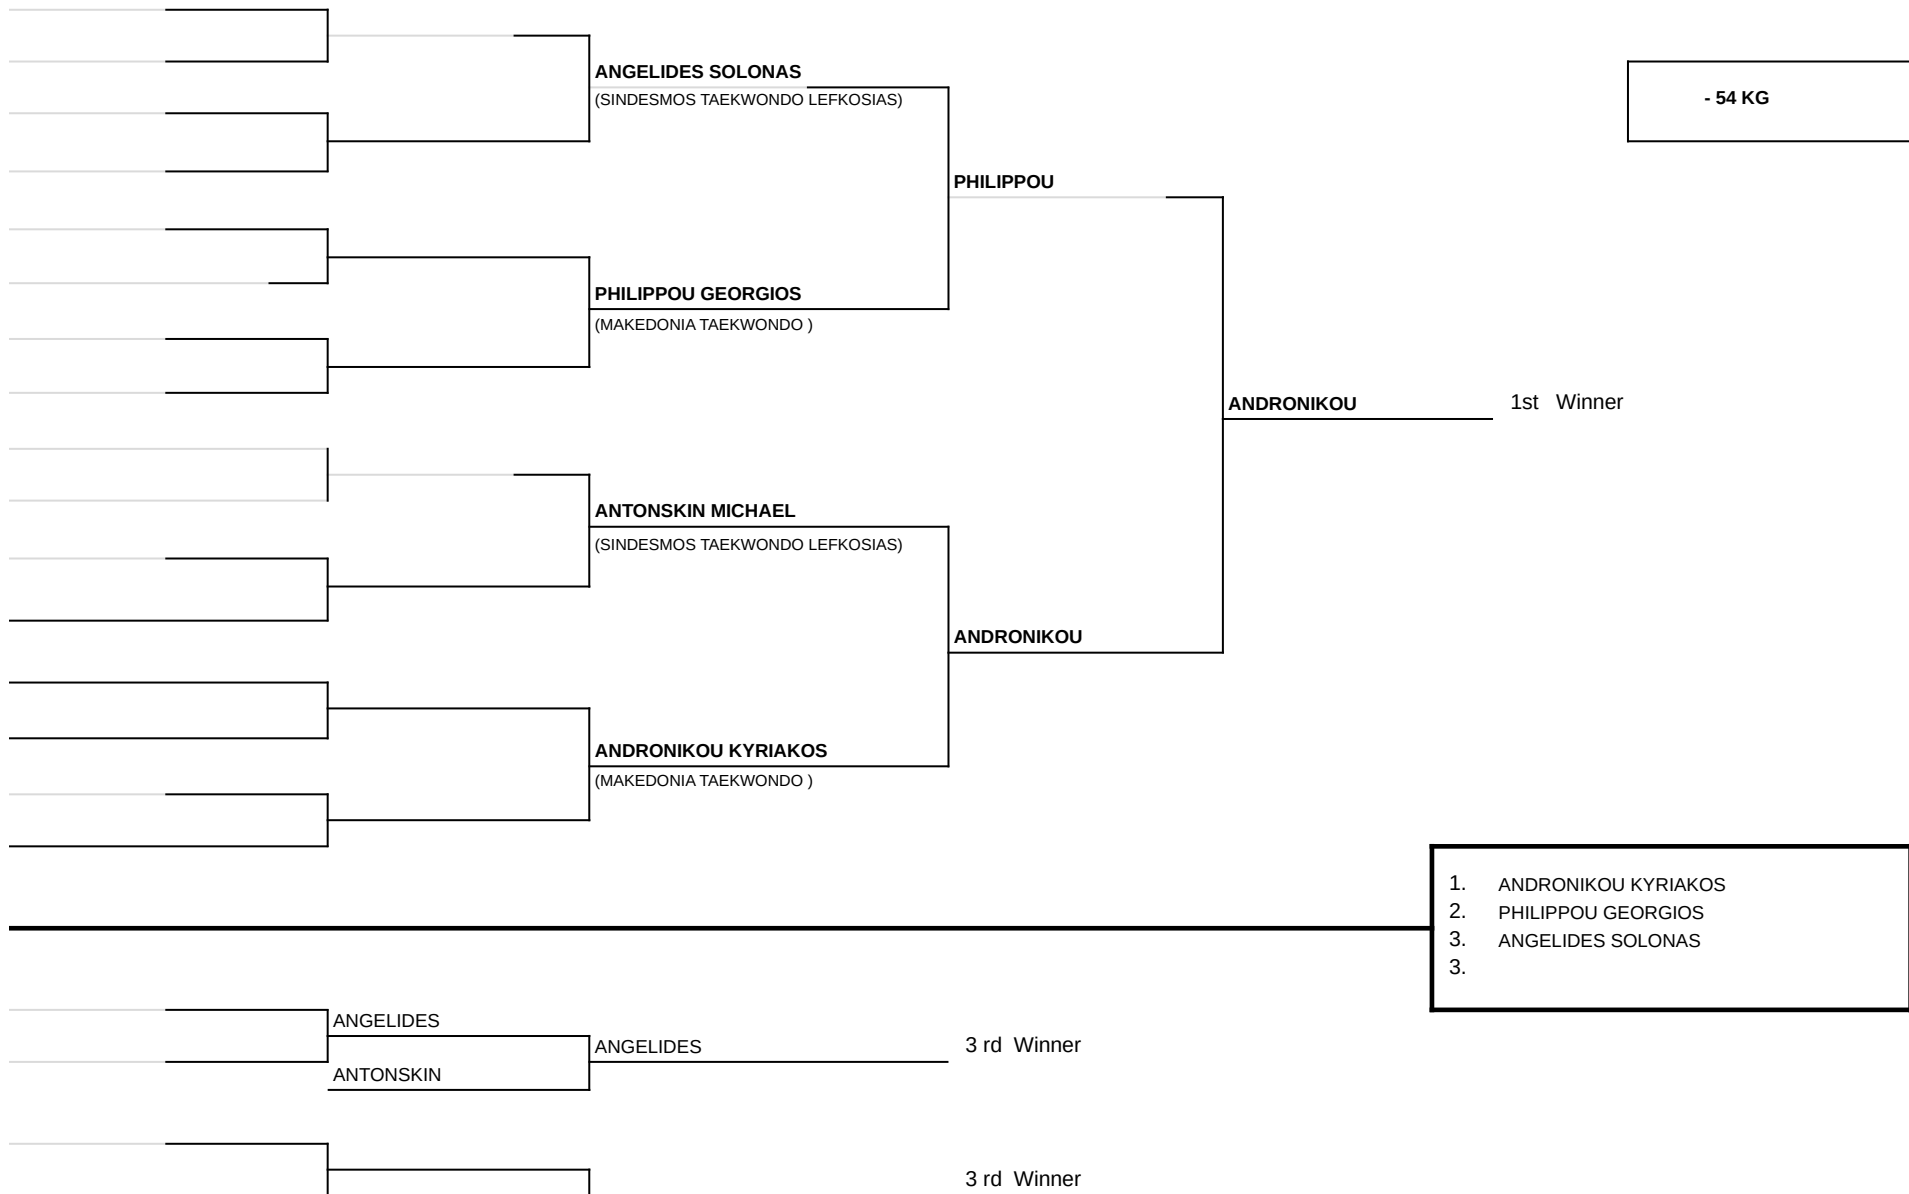 ANGELIDES SOLONAS
(SINDESMOS TAEKWONDO LEFKOSIAS)
- 54 KG
PHILIPPOU
PHILIPPOU GEORGIOS
(MAKEDONIA TAEKWONDO )
ANDRONIKOU
1st Winner
ANTONSKIN MICHAEL
(SINDESMOS TAEKWONDO LEFKOSIAS)
ANDRONIKOU
ANDRONIKOU KYRIAKOS
(MAKEDONIA TAEKWONDO )
1. ANDRONIKOU KYRIAKOS
2. PHILIPPOU GEORGIOS
3. ANGELIDES SOLONAS
3.
ANGELIDES
ANGELIDES
3 rd Winner
ANTONSKIN
3 rd Winner